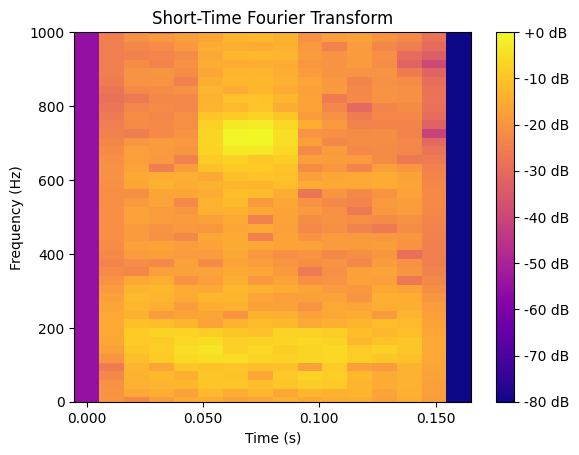 Short-Time Fourier Transform
Frequency (Hz)
1000
800
600
400
200
0
0.000
0.050
0.100
0.150
Time (s)
+0 dB
-10 dB
-20 dB
-30 dB
-40 dB
-50 dB
-60 dB
-70 dB
-80 dB